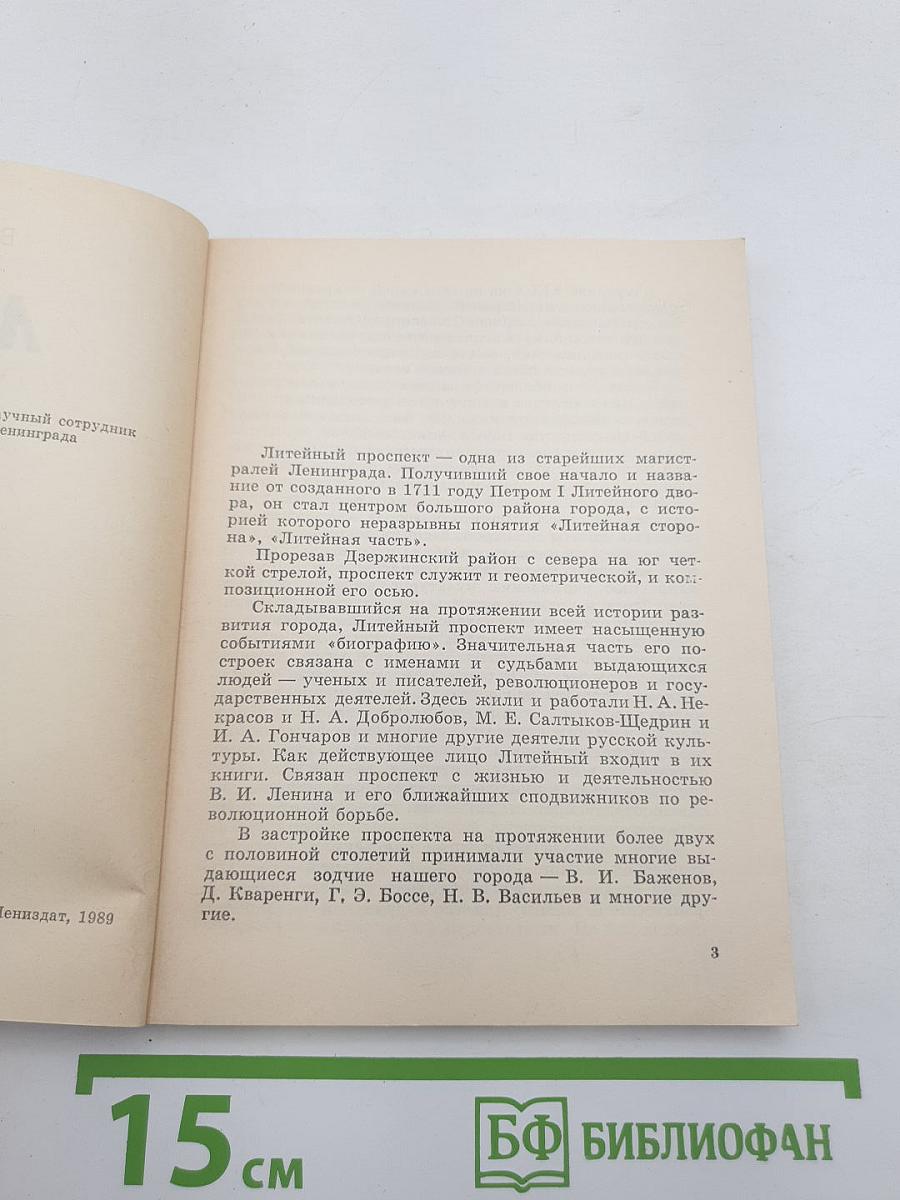 учный сотрудник
енинграда
Лениздат, 1989
Литейный проспект — одна из старейших магист-
ралей Ленинграда. Получивший свое начало и назва-
ние от созданного в 1711 году Петром I Литейного дво-
ра, он стал центром большого района города, с исто-
рией которого неразрывны понятия «Литейная сторо-
на», «Литейная часть».
Прорезав Дзержинский район с севера на юг чет-
кой стрелой, проспект служит и геометрической, и ком-
позиционной его осью.
Складывавшийся на протяжении всей истории раз-
вития города, Литейный проспект имеет насыщенную
событиями «биографию». Значительная часть его по-
строек связана с именами и судьбами выдающихся
людей — ученых и писателей, революционеров и госу-
дарственных деятелей. Здесь жили и работали Н. А. Не-
красов и Н. А. Добролюбов, М. Е. Салтыков-Щедрин и
И. А. Гончаров и многие другие деятели русской куль-
туры. Как действующее лицо Литейный входит в их
книги. Связан проспект с жизнью и деятельностью
В. И. Ленина и его ближайших сподвижников по ре-
волюционной борьбе.
В застройке проспекта на протяжении более двух
с половиной столетий принимали участие многие вы-
дающиеся зодчие нашего города — В. И. Баженов,
Д. Кваренги, Г. Э. Боссе, Н. В. Васильев и многие дру-
гие.
3
15 см
БФ БИБЛИОФАН